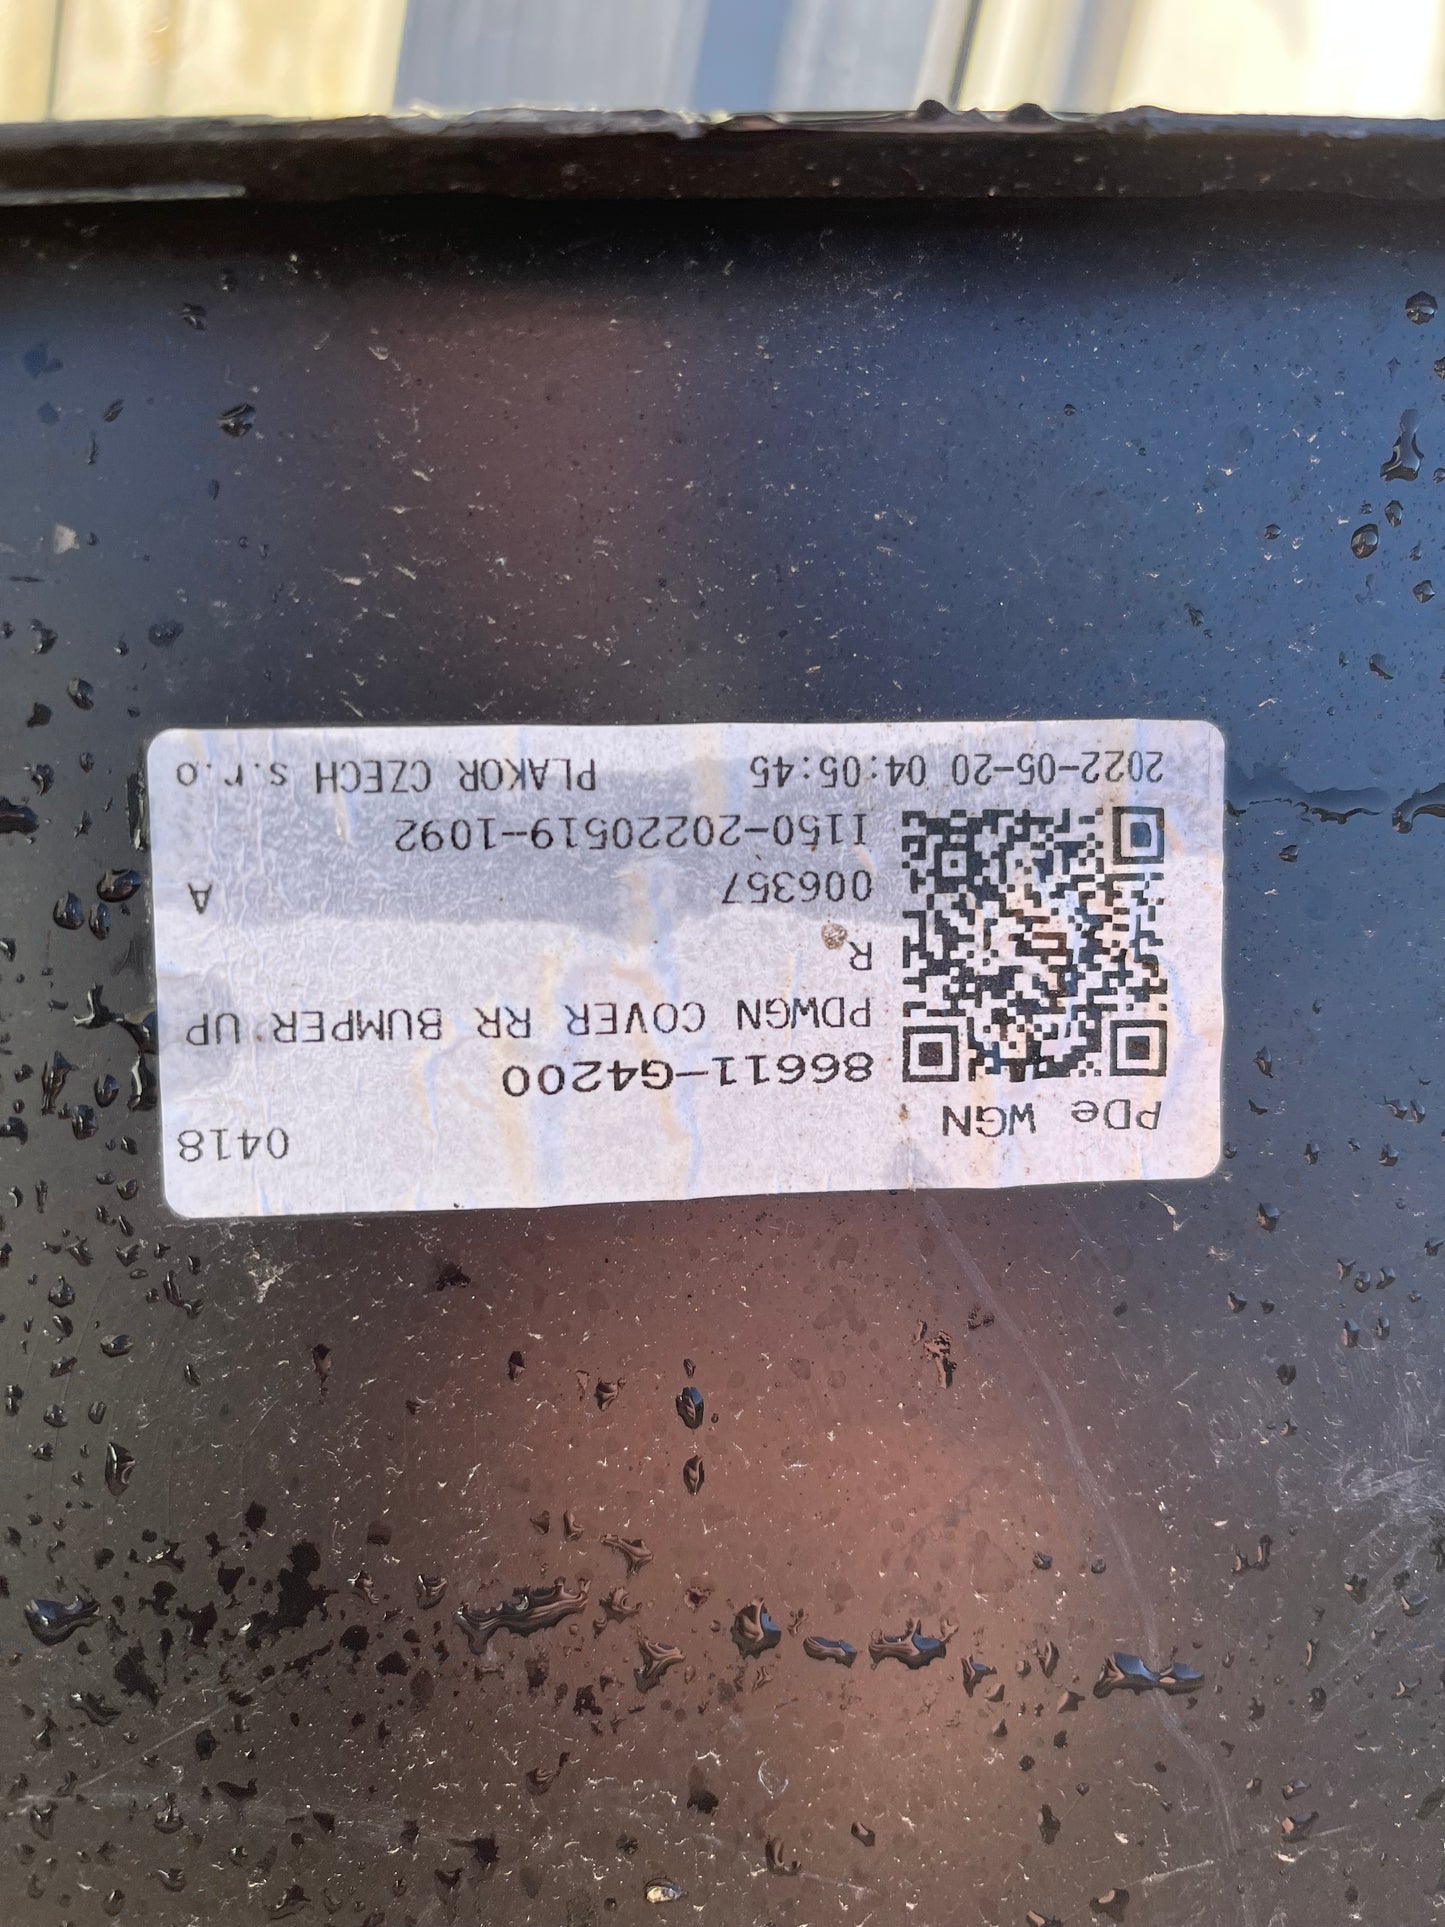 PDe WGN
0418
86611-G4200
PDWGN COVER RR BUMPER UP
R
006357 A
I150-20220519-1092
2022-05-20 04:05:45 PLAKOR CZECH s.r.o